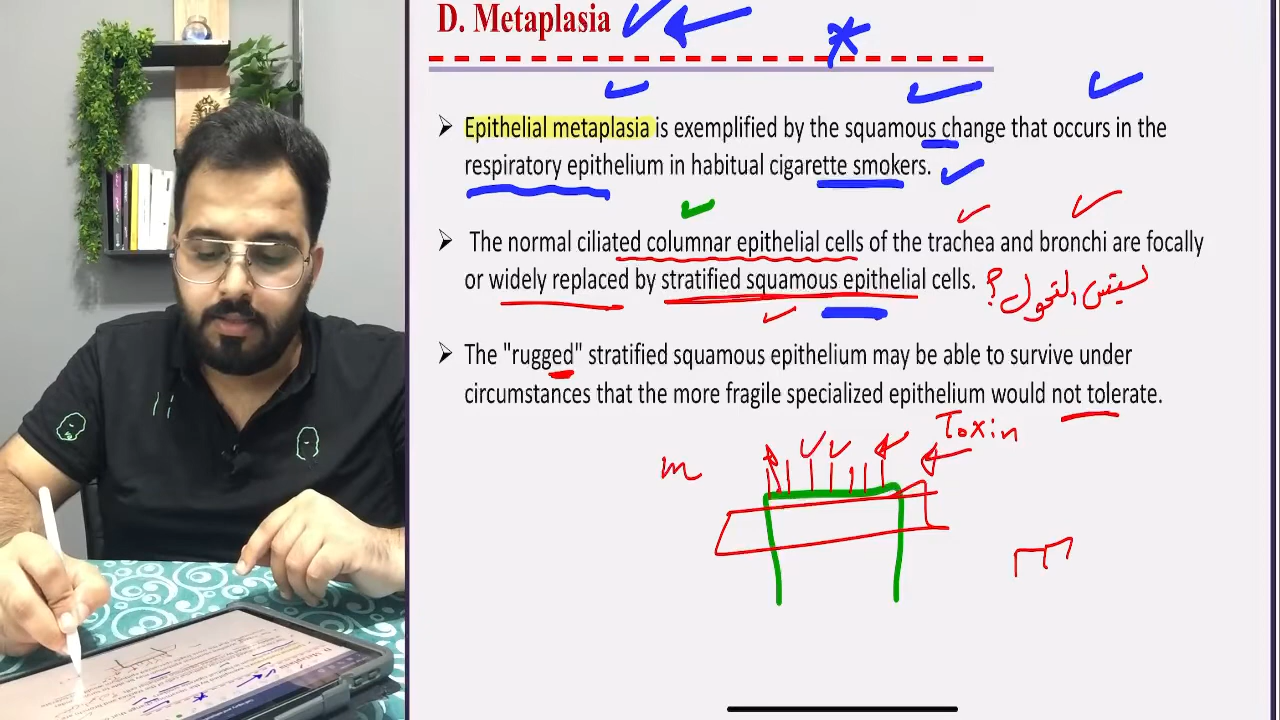 D. Metaplasia
➢ Epithelial metaplasia is exemplified by the squamous change that occurs in the
respiratory epithelium in habitual cigarette smokers.
➢ The normal ciliated columnar epithelial cells of the trachea and bronchi are focally
or widely replaced by stratified squamous epithelial cells.
التحول ؟
➢ The "rugged" stratified squamous epithelium may be able to survive under
circumstances that the more fragile specialized epithelium would not tolerate.
Toxin
m